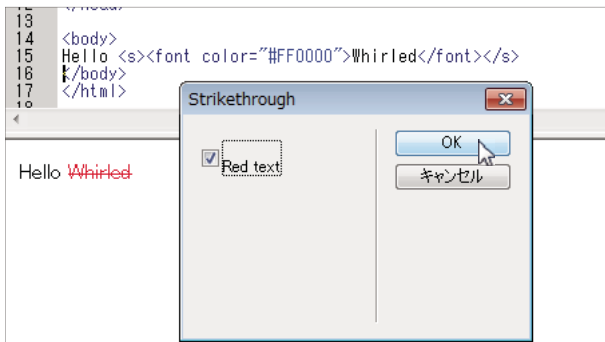 13
14 <body>
15 Hello <s><font color="#FF0000">Whirled</font></s>
16 </body>
17 </html>
Strikethrough
Red text
OK
キャンセル
Hello Whirled